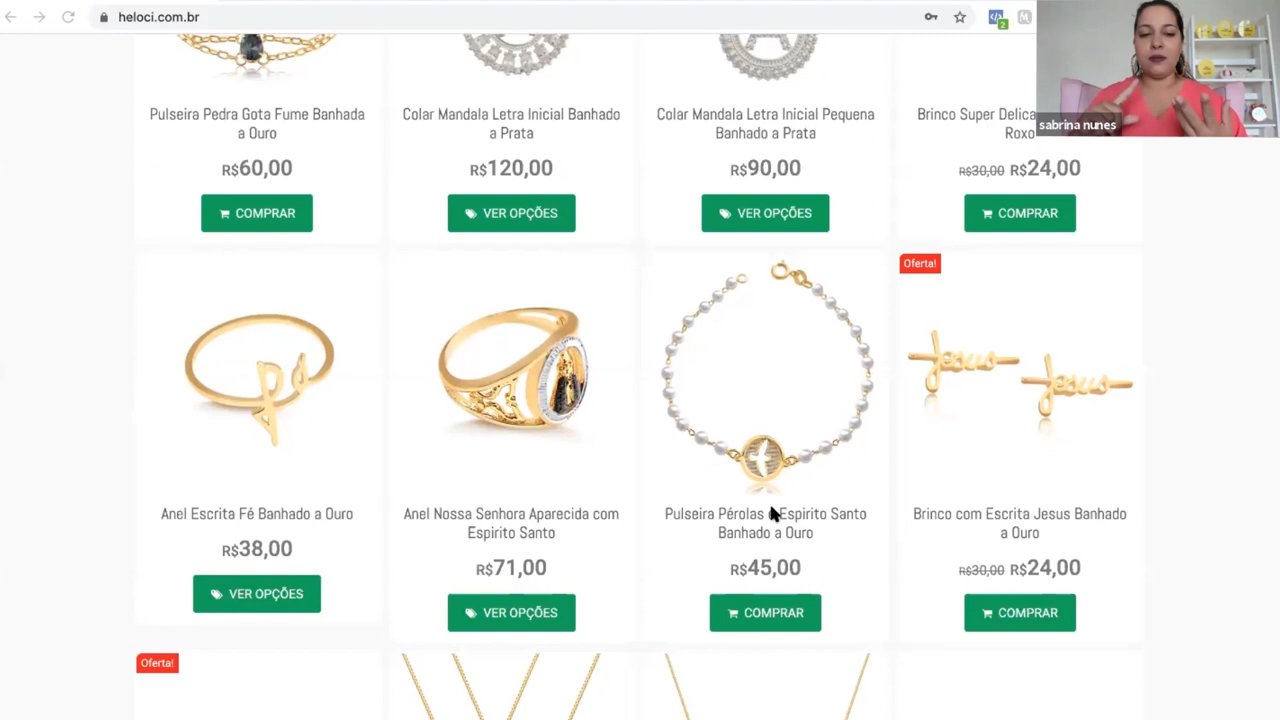 heloci.com.br
2
sabrina nunes
Pulseira Pedra Gota Fume Banhada
a Ouro
R$60,00
COMPRAR
Colar Mandala Letra Inicial Banhado
a Prata
R$120,00
VER OPÇÕES
Colar Mandala Letra Inicial Pequena
Banhado a Prata
R$90,00
VER OPÇÕES
Brinco Super Delica
Roxo
R$30,00 R$24,00
COMPRAR
Anel Escrita Fé Banhado a Ouro
R$38,00
VER OPÇÕES
Anel Nossa Senhora Aparecida com
Espirito Santo
R$71,00
VER OPÇÕES
Pulseira Pérolas e Espirito Santo
Banhado a Ouro
R$45,00
COMPRAR
Oferta!
Jesus Jesus
Brinco com Escrita Jesus Banhado
a Ouro
R$30,00 R$24,00
COMPRAR
Oferta!